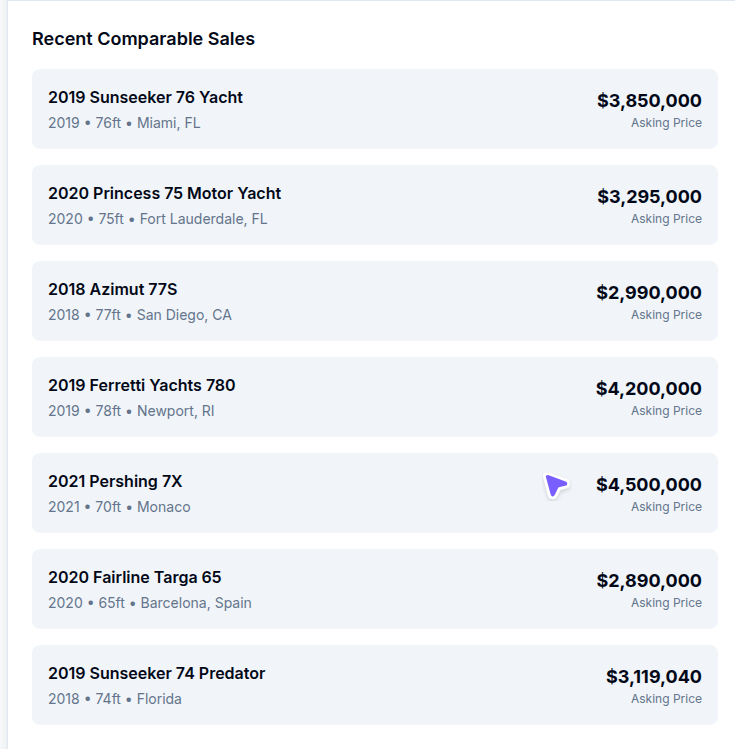 Recent Comparable Sales
2019 Sunseeker 76 Yacht
$3,850,000
2019 • 76ft • Miami, FL
Asking Price
2020 Princess 75 Motor Yacht
$3,295,000
2020 • 75ft • Fort Lauderdale, FL
Asking Price
2018 Azimut 77S
$2,990,000
2018 • 77ft • San Diego, CA
Asking Price
2019 Ferretti Yachts 780
$4,200,000
2019 • 78ft • Newport, RI
Asking Price
2021 Pershing 7X
$4,500,000
2021 • 70ft • Monaco
Asking Price
2020 Fairline Targa 65
$2,890,000
2020 • 65ft • Barcelona, Spain
Asking Price
2019 Sunseeker 74 Predator
$3,119,040
2018 • 74ft • Florida
Asking Price